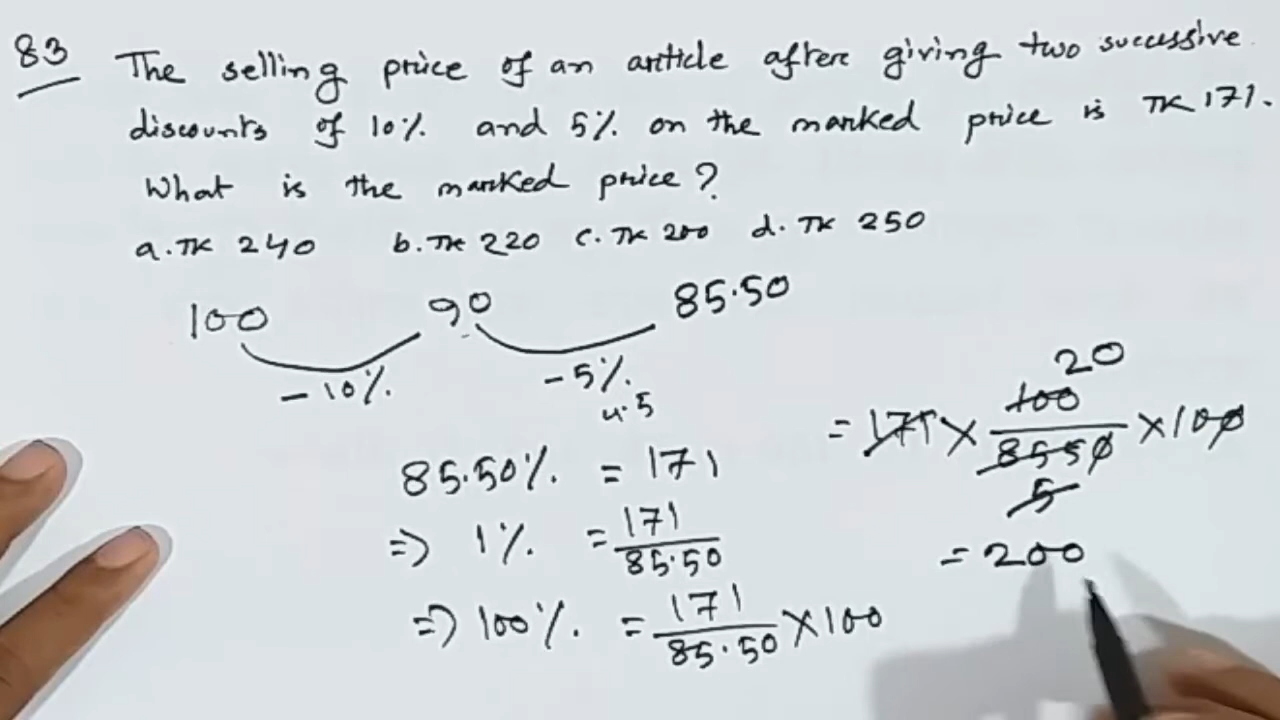 83 The selling price of an article after giving two successive
discounts of 10% and 5% on the marked price is TK 171.
What is the marked price?
a. TK 240 b. TK 220 c. TK 200 d. TK 250
100 90 85.50
-10% -5%
4.5
85.50% = 171
=> 1% = 171/85.50
=> 100% = 171/85.50 × 100
20
= 171 × 100/8550 × 100
5
= 200